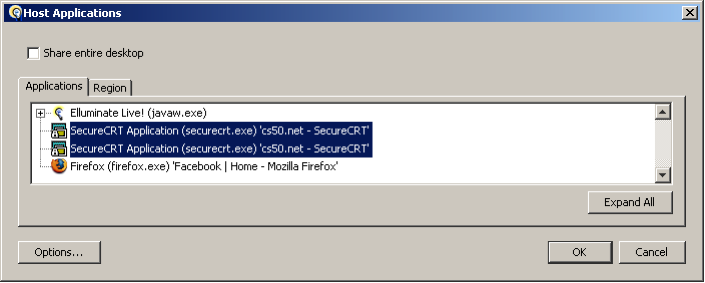 Host Applications
Share entire desktop
Applications Region
Elluminate Live! (javaw.exe)
SecureCRT Application (securecrt.exe) 'cs50.net - SecureCRT'
SecureCRT Application (securecrt.exe) 'cs50.net - SecureCRT'
Firefox (firefox.exe) 'Facebook | Home - Mozilla Firefox'
Expand All
Options... OK Cancel